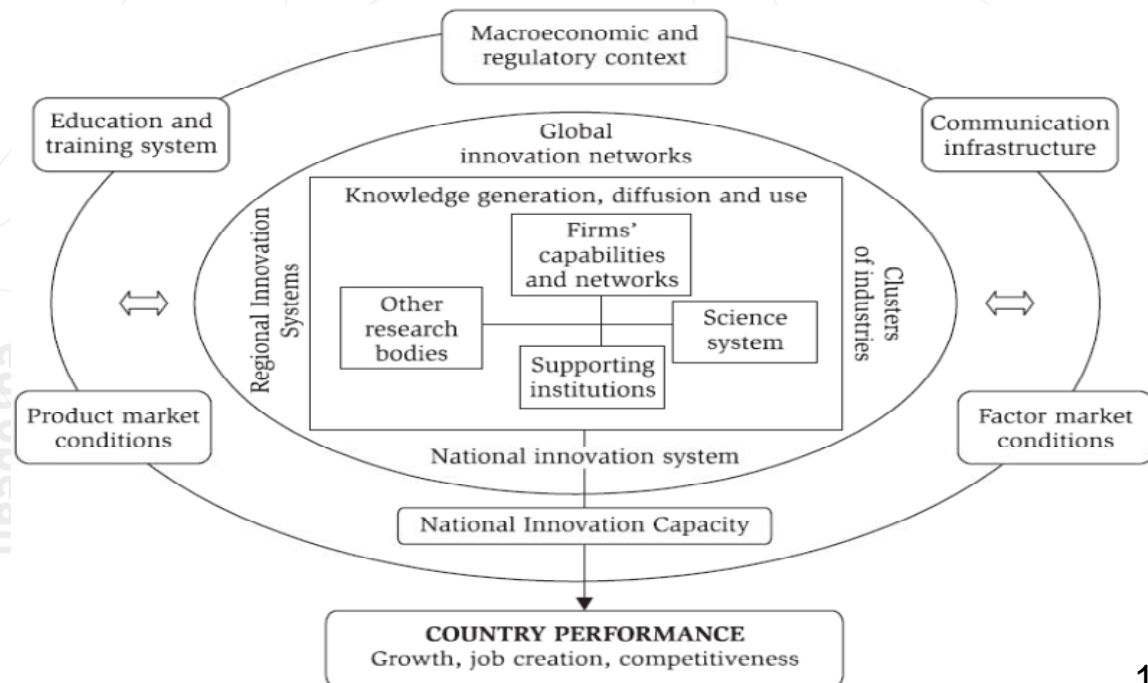 Macroeconomic and
regulatory context
Education and
training system
Communication
infrastructure
Global
innovation networks
Knowledge generation, diffusion and use
Regional Innovation
Systems
Clusters
of industries
Firms'
capabilities
and networks
Other
research
bodies
Science
system
Supporting
institutions
Product market
conditions
Factor market
conditions
National innovation system
National Innovation Capacity
COUNTRY PERFORMANCE
Growth, job creation, competitiveness
1